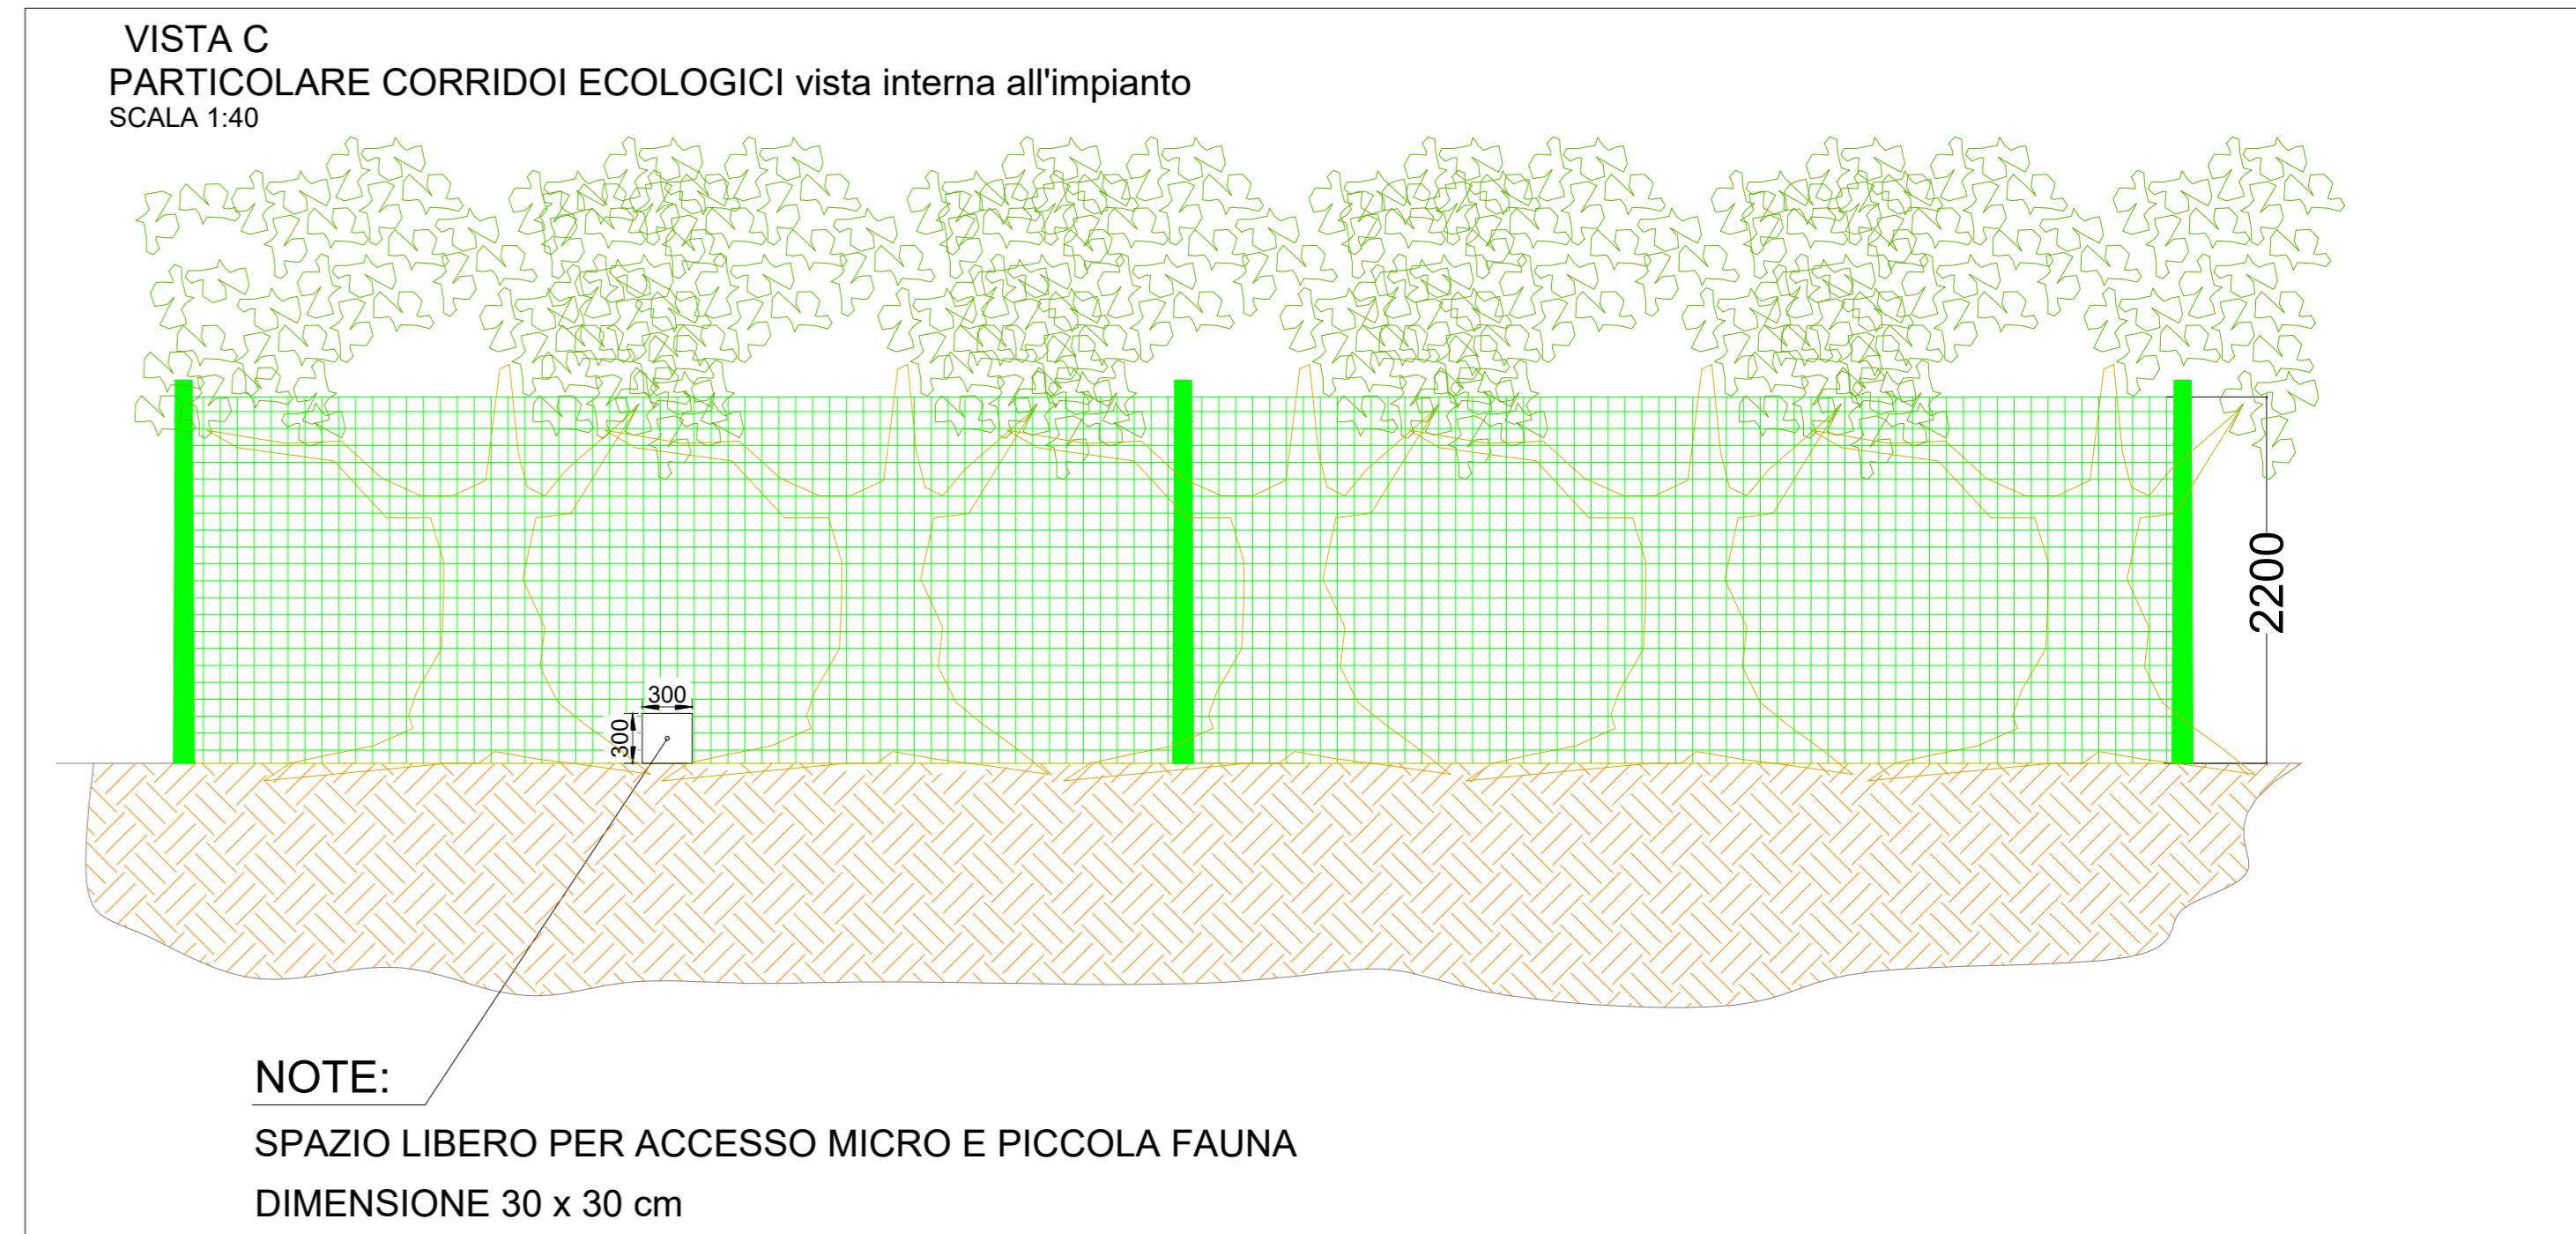 VISTA C
PARTICOLARE CORRIDOI ECOLOGICI vista interna all'impianto
SCALA 1:40
2200
300
300
NOTE:
SPAZIO LIBERO PER ACCESSO MICRO E PICCOLA FAUNA
DIMENSIONE 30 x 30 cm